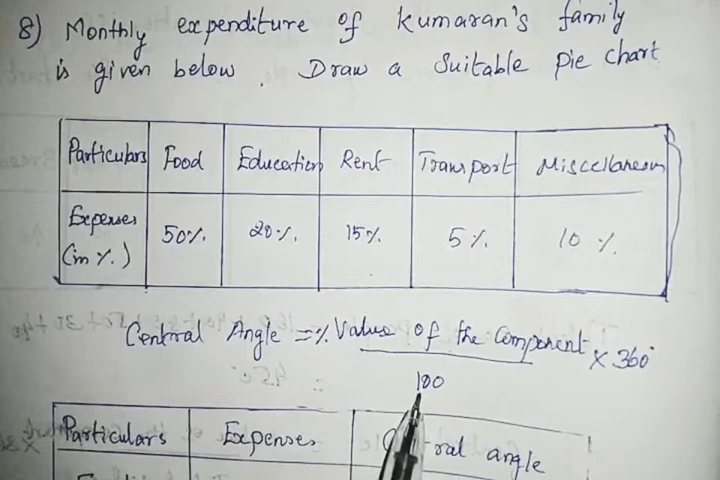 8) Monthly expenditure of Kumaran's family
is given below. Draw a suitable pie chart
Particulars Food Education Rent Transport Miscellaneous
Expenses (in %.) 50%. 20%. 15%. 5%. 10%.
Central Angle = %. Value of the component × 360°
100
Particulars Expenses Central angle